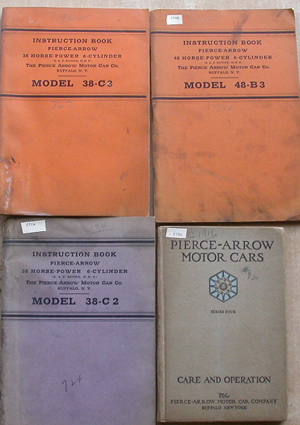 INSTRUCTION BOOK
PIERCE-ARROW
38 HORSE-POWER 6-CYLINDER
THE PIERCE ARROW MOTOR CAR CO.
BUFFALO, N. Y.
MODEL 38-C3
INSTRUCTION BOOK
PIERCE-ARROW
48 HORSE-POWER 6-CYLINDER
THE PIERCE ARROW MOTOR CAR CO.
BUFFALO, N. Y.
MODEL 48-B3
INSTRUCTION BOOK
PIERCE-ARROW
38 HORSE-POWER 6-CYLINDER
THE PIERCE ARROW MOTOR CAR CO.
BUFFALO, N. Y.
MODEL 38-C2
724
1916
PIERCE-ARROW
MOTOR CARS
SERIES FOUR
CARE AND OPERATION
The
PIERCE-ARROW MOTOR CAR COMPANY
BUFFALO NEW YORK